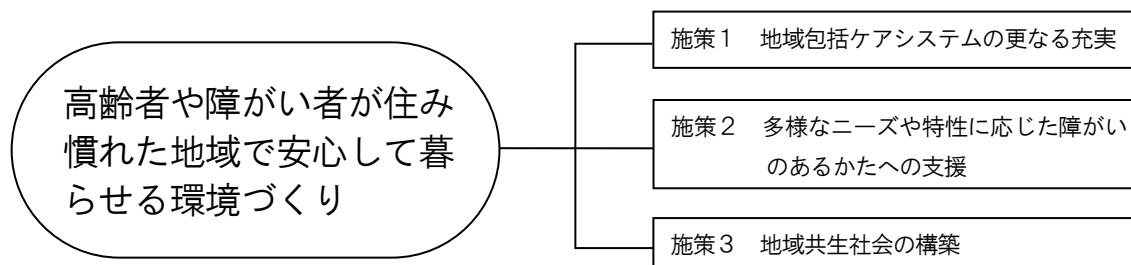 高齢者や障がい者が住み
慣れた地域で安心して暮
らせる環境づくり
施策１　地域包括ケアシステムの更なる充実
施策２　多様なニーズや特性に応じた障がい
のあるかたへの支援
施策３　地域共生社会の構築